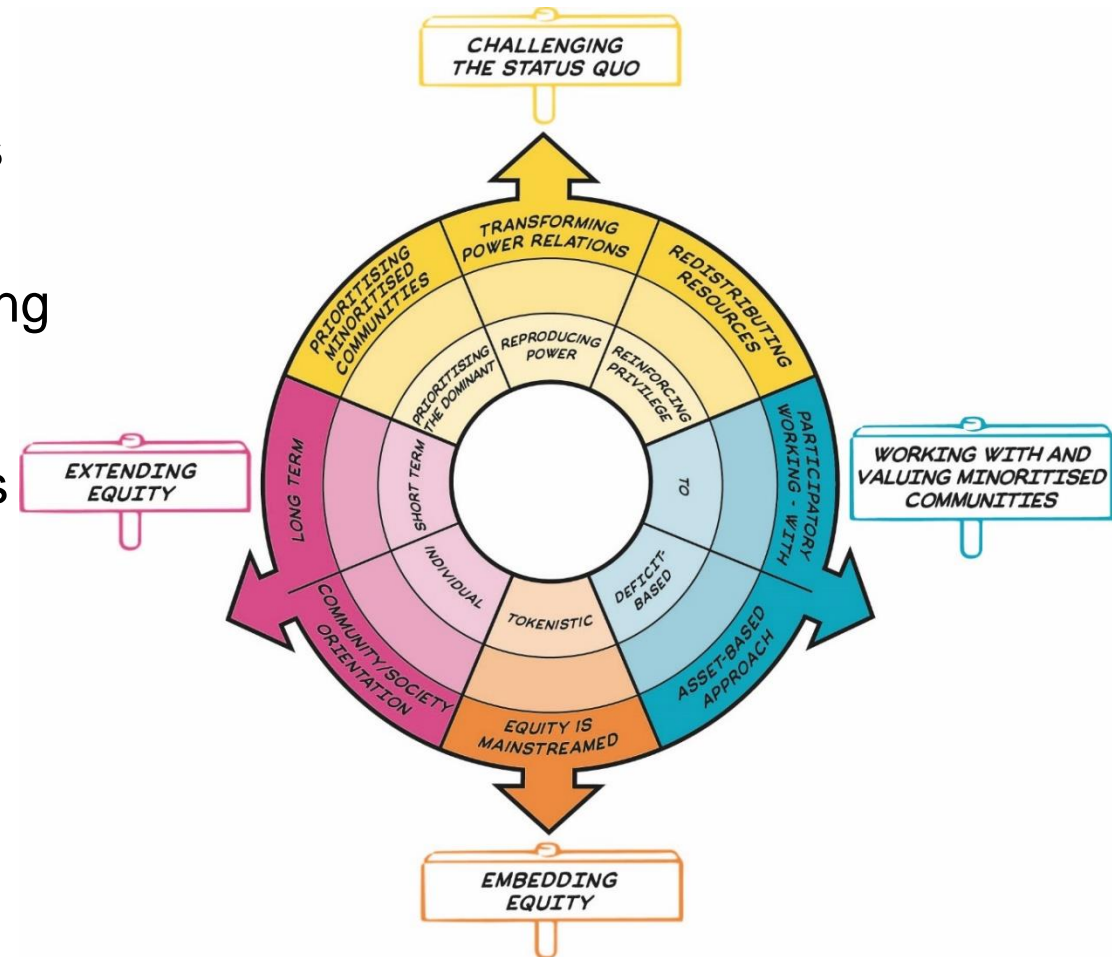 CHALLENGING
THE STATUS QUO
s
ng
s
TRANSFORMING
POWER RELATIONS
PRIORITISING
MINORITISED
COMMUNITIES
REDISTRIBUTING
RESOURCES
REPRODUCING
POWER
PRIORITISING
THE DOMINANT
REINFORCING
PRIVILEGE
EXTENDING
EQUITY
LONG TERM
SHORT TERM
TO
PARTICIPATORY
WORKING - WITH
WORKING WITH AND
VALUING MINORITISED
COMMUNITIES
INDIVIDUAL
DEFICIT-
BASED
TOKENISTIC
COMMUNITY/SOCIETY
ORIENTATION
ASSET-BASED
APPROACH
EQUITY IS
MAINSTREAMED
EMBEDDING
EQUITY